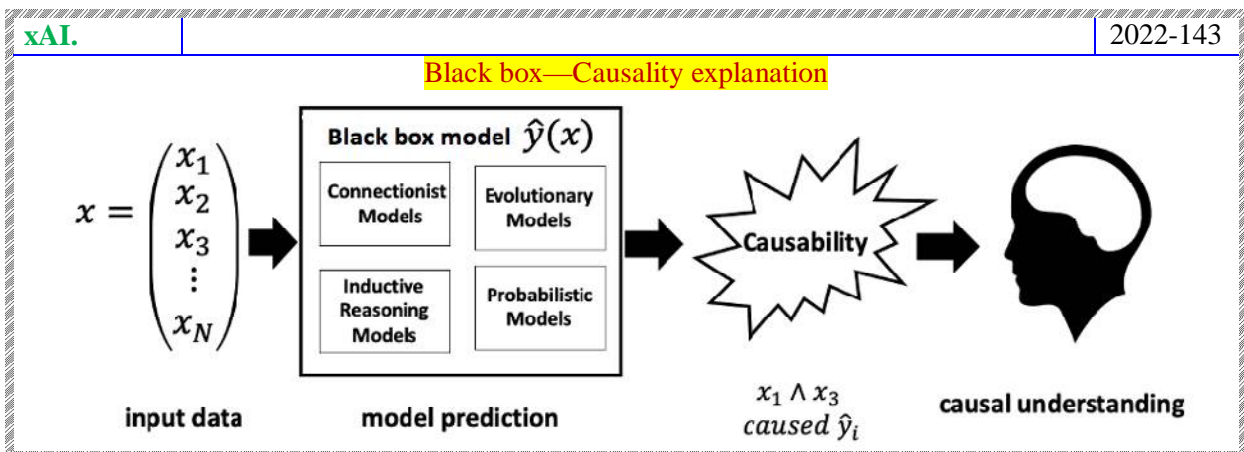 xAI. 2022-143
Black box—Causality explanation
Black box model ŷ(x)
x =
x₁
x₂
x₃
⋮
x_N
Connectionist
Models
Evolutionary
Models
Inductive
Reasoning
Models
Probabilistic
Models
Causability
input data
model prediction
x₁ ∧ x₃
caused ŷᵢ
causal understanding